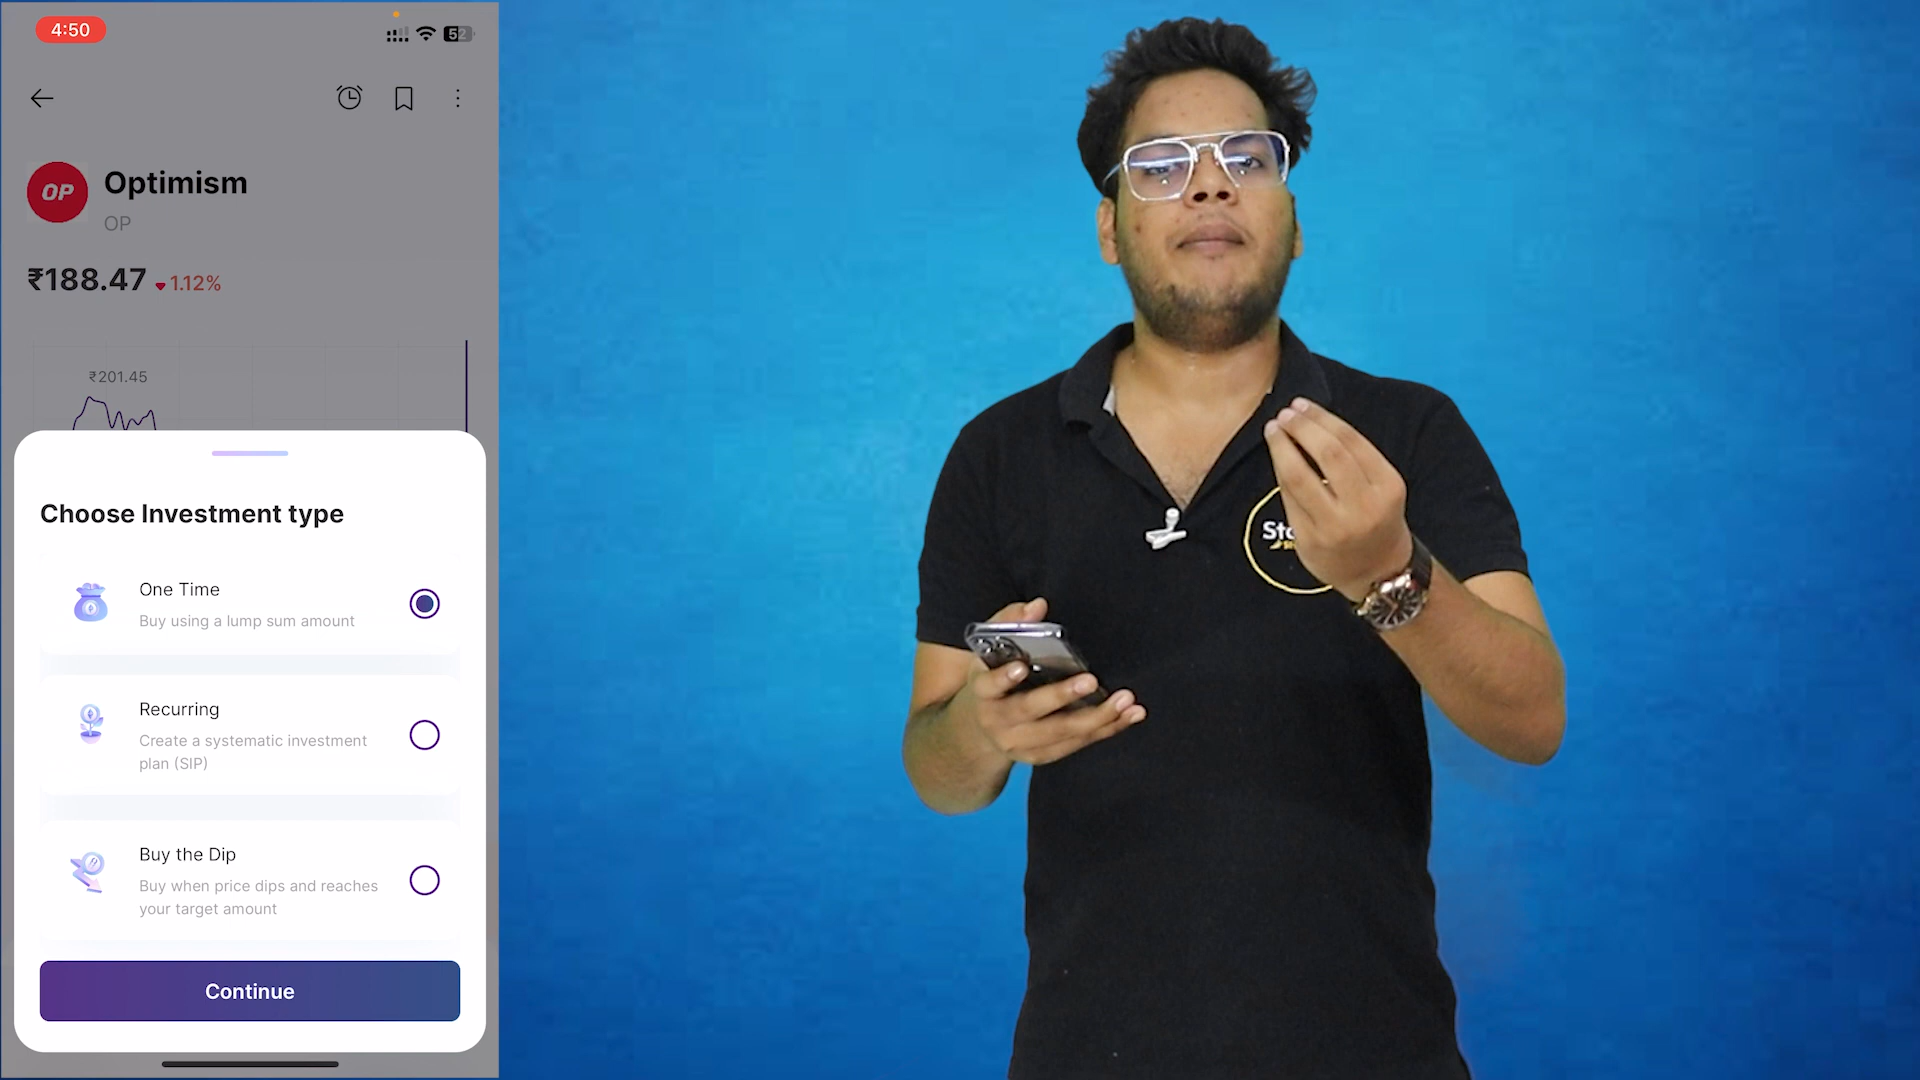 4:50
52
OP
Optimism
OP
₹188.47 1.12%
₹201.45
Choose Investment type
One Time
Buy using a lump sum amount
Recurring
Create a systematic investment
plan (SIP)
Buy the Dip
Buy when price dips and reaches
your target amount
Continue